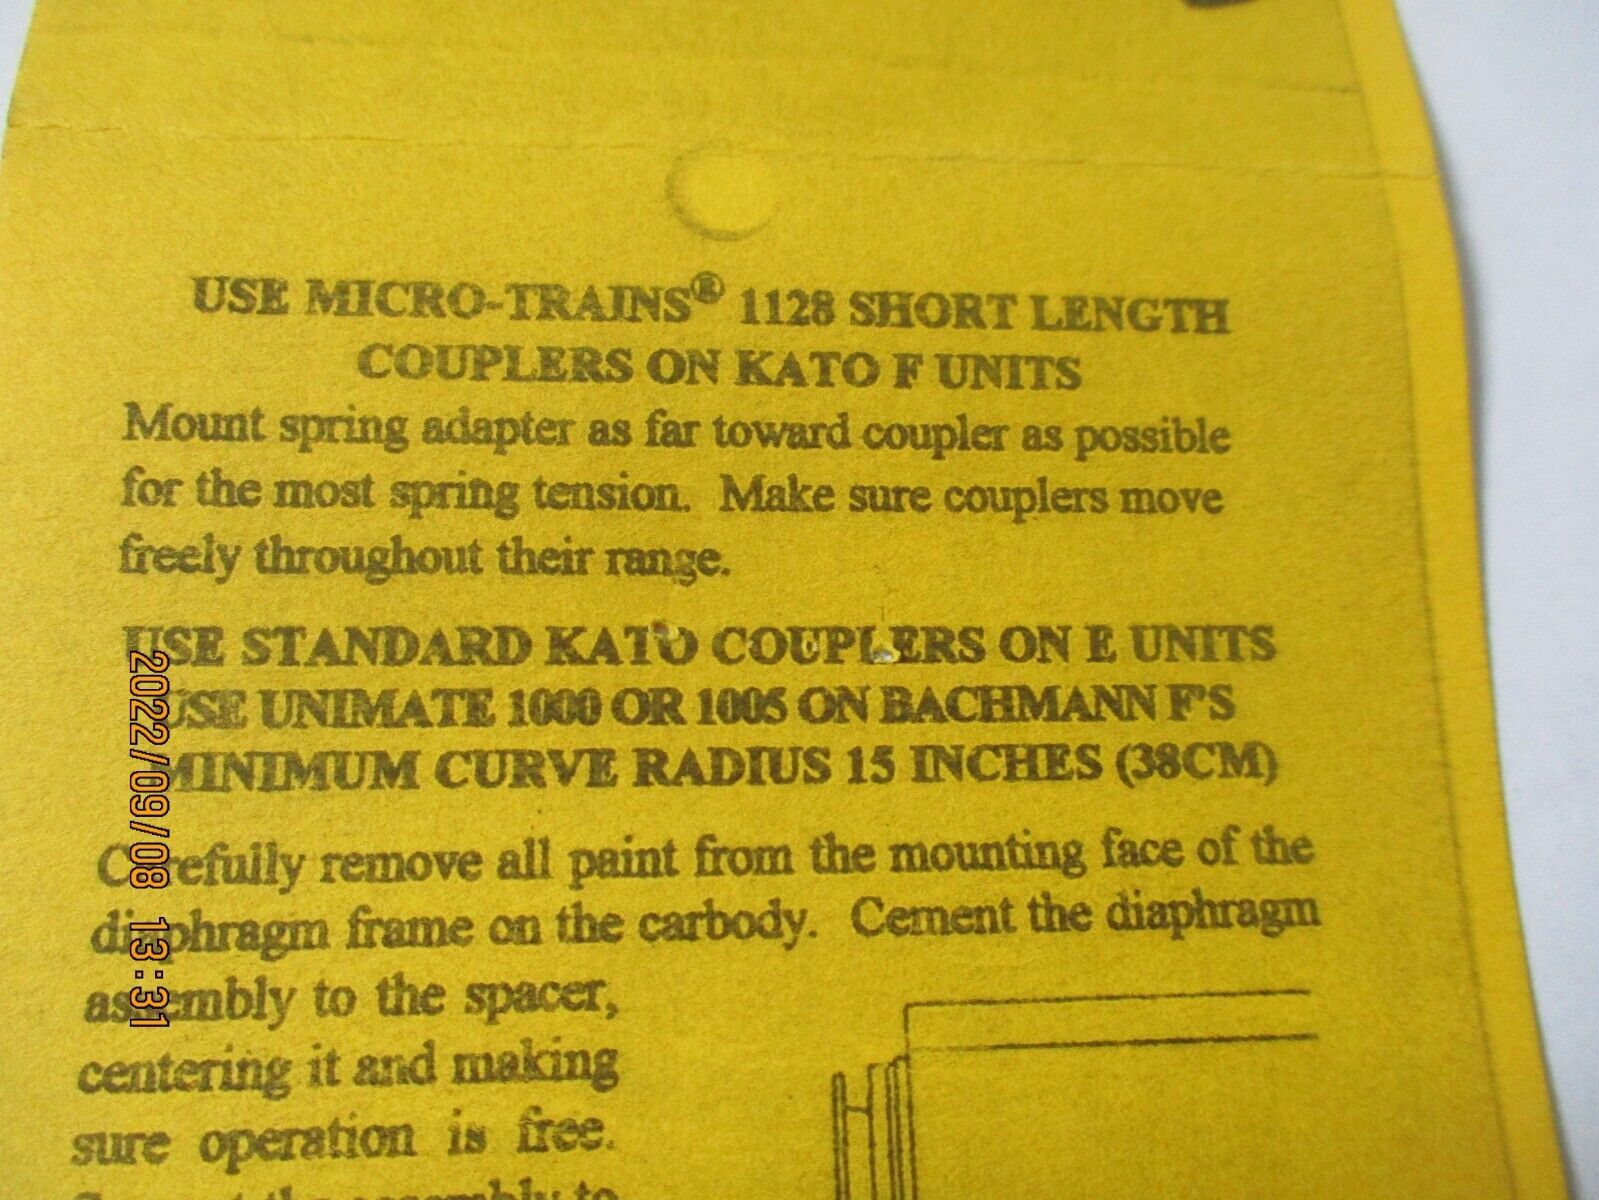 USE MICRO-TRAINS® 1128 SHORT LENGTH
COUPLERS ON KATO F UNITS
Mount spring adapter as far toward coupler as possible
for the most spring tension. Make sure couplers move
freely throughout their range.
USE STANDARD KATO COUPLERS ON E UNITS
USE UNIMATE 1000 OR 1005 ON BACHMANN F'S
MINIMUM CURVE RADIUS 15 INCHES (38CM)
Carefully remove all paint from the mounting face of the
diaphragm frame on the carbody. Cement the diaphragm
assembly to the spacer,
centering it and making
sure operation is free.
the assembly to
2022/09/08 13:31